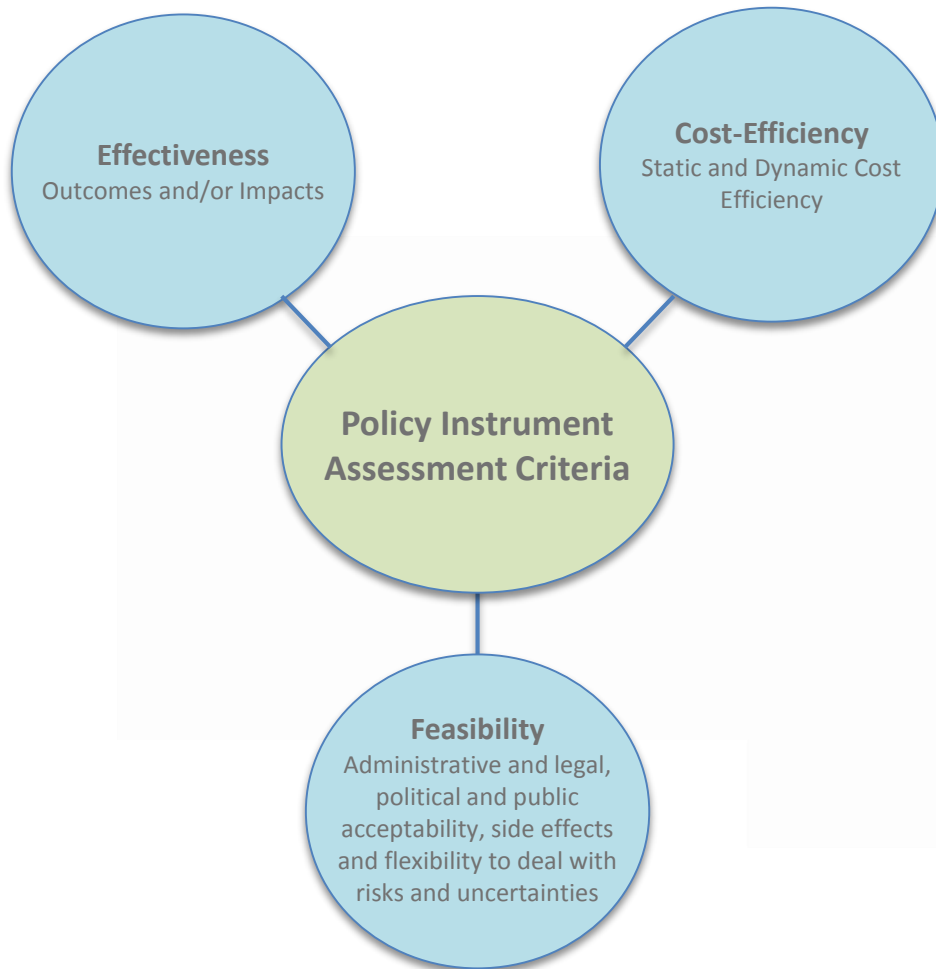 Effectiveness
Outcomes and/or Impacts
Cost-Efficiency
Static and Dynamic Cost
Efficiency
Policy Instrument
Assessment Criteria
Feasibility
Administrative and legal,
political and public
acceptability, side effects
and flexibility to deal with
risks and uncertainties